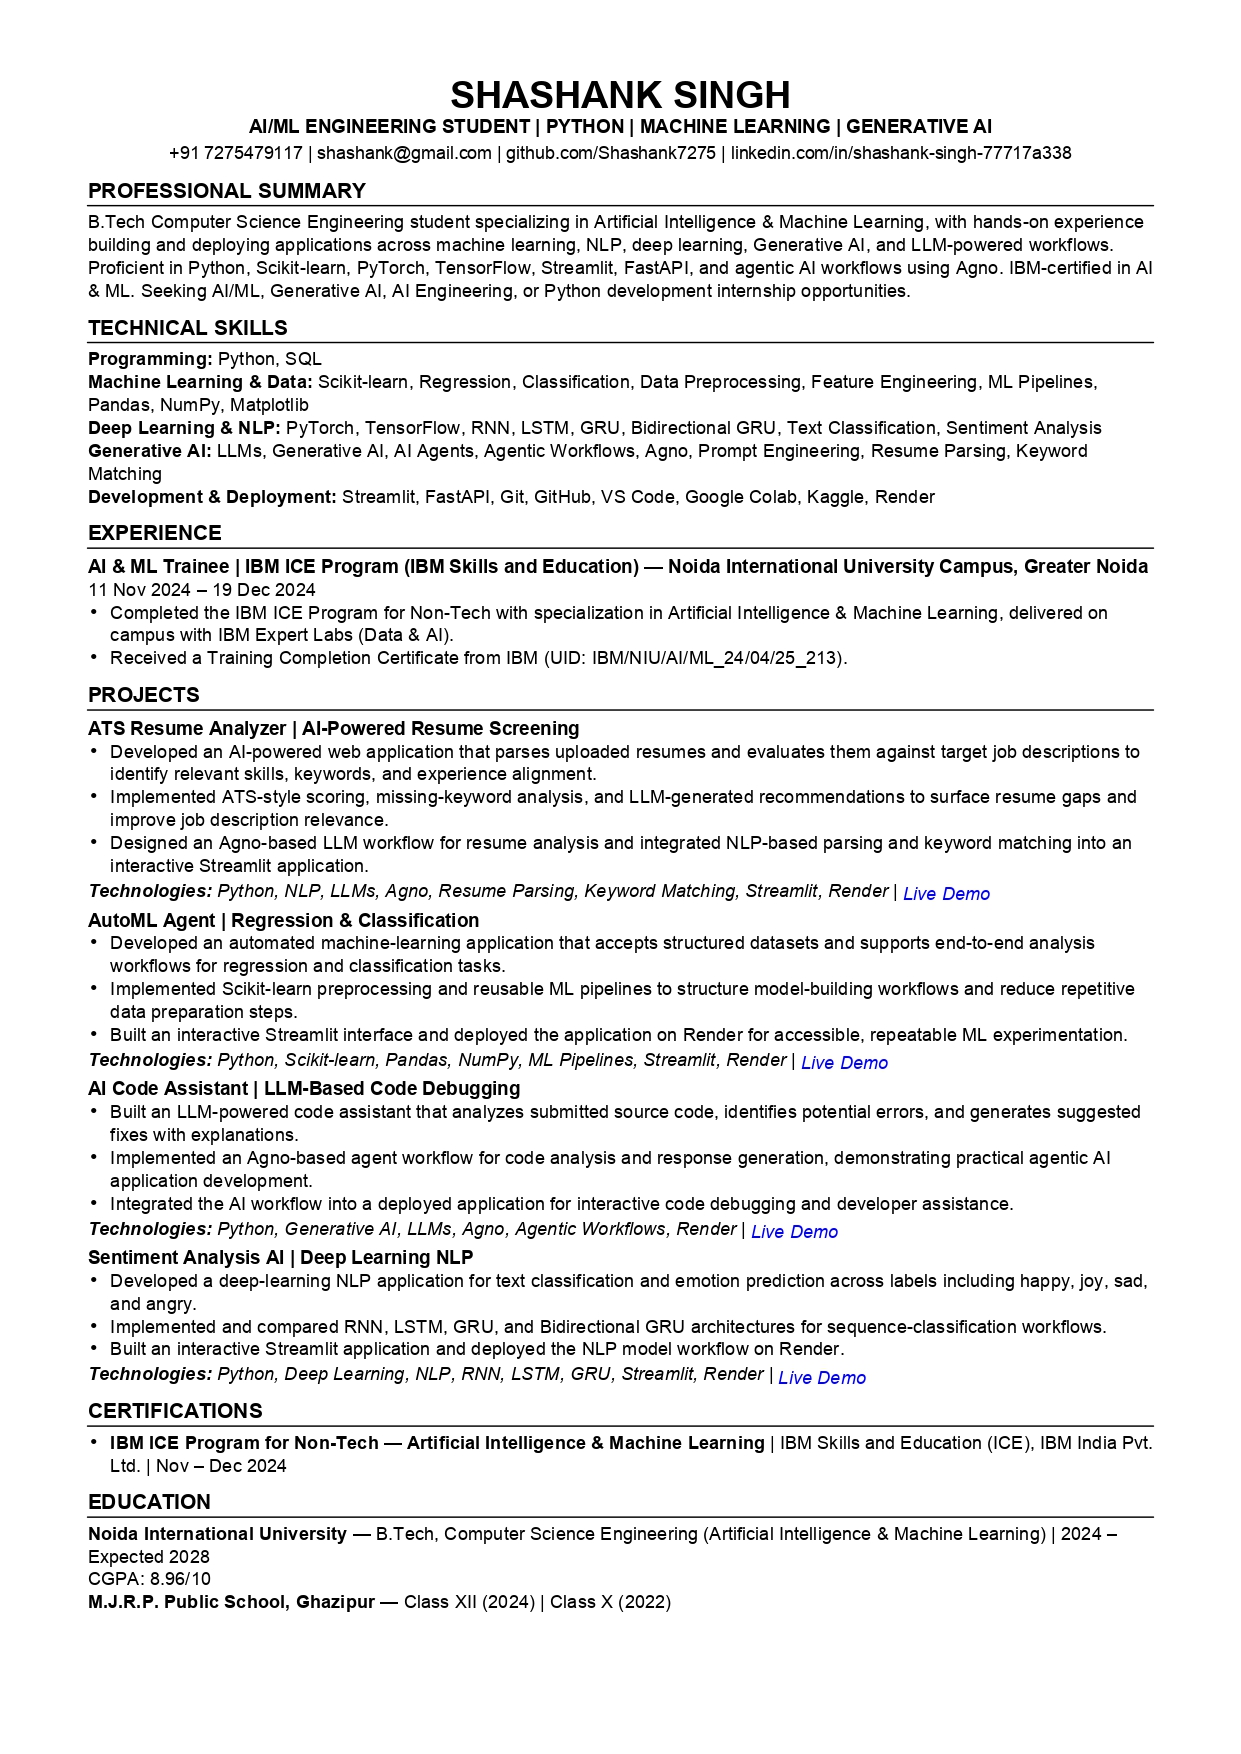 SHASHANK SINGH
AI/ML ENGINEERING STUDENT | PYTHON | MACHINE LEARNING | GENERATIVE AI
+91 7275479117 | shashank@gmail.com | github.com/Shashank7275 | linkedin.com/in/shashank-singh-77717a338
PROFESSIONAL SUMMARY
B.Tech Computer Science Engineering student specializing in Artificial Intelligence & Machine Learning, with hands-on experience
building and deploying applications across machine learning, NLP, deep learning, Generative AI, and LLM-powered workflows.
Proficient in Python, Scikit-learn, PyTorch, TensorFlow, Streamlit, FastAPI, and agentic AI workflows using Agno. IBM-certified in AI
& ML. Seeking AI/ML, Generative AI, AI Engineering, or Python development internship opportunities.
TECHNICAL SKILLS
Programming: Python, SQL
Machine Learning & Data: Scikit-learn, Regression, Classification, Data Preprocessing, Feature Engineering, ML Pipelines,
Pandas, NumPy, Matplotlib
Deep Learning & NLP: PyTorch, TensorFlow, RNN, LSTM, GRU, Bidirectional GRU, Text Classification, Sentiment Analysis
Generative AI: LLMs, Generative AI, AI Agents, Agentic Workflows, Agno, Prompt Engineering, Resume Parsing, Keyword
Matching
Development & Deployment: Streamlit, FastAPI, Git, GitHub, VS Code, Google Colab, Kaggle, Render
EXPERIENCE
AI & ML Trainee | IBM ICE Program (IBM Skills and Education) — Noida International University Campus, Greater Noida
11 Nov 2024 – 19 Dec 2024
• Completed the IBM ICE Program for Non-Tech with specialization in Artificial Intelligence & Machine Learning, delivered on
campus with IBM Expert Labs (Data & AI).
• Received a Training Completion Certificate from IBM (UID: IBM/NIU/AI/ML_24/04/25_213).
PROJECTS
ATS Resume Analyzer | AI-Powered Resume Screening
• Developed an AI-powered web application that parses uploaded resumes and evaluates them against target job descriptions to
identify relevant skills, keywords, and experience alignment.
• Implemented ATS-style scoring, missing-keyword analysis, and LLM-generated recommendations to surface resume gaps and
improve job description relevance.
• Designed an Agno-based LLM workflow for resume analysis and integrated NLP-based parsing and keyword matching into an
interactive Streamlit application.
Technologies: Python, NLP, LLMs, Agno, Resume Parsing, Keyword Matching, Streamlit, Render | Live Demo
AutoML Agent | Regression & Classification
• Developed an automated machine-learning application that accepts structured datasets and supports end-to-end analysis
workflows for regression and classification tasks.
• Implemented Scikit-learn preprocessing and reusable ML pipelines to structure model-building workflows and reduce repetitive
data preparation steps.
• Built an interactive Streamlit interface and deployed the application on Render for accessible, repeatable ML experimentation.
Technologies: Python, Scikit-learn, Pandas, NumPy, ML Pipelines, Streamlit, Render | Live Demo
AI Code Assistant | LLM-Based Code Debugging
• Built an LLM-powered code assistant that analyzes submitted source code, identifies potential errors, and generates suggested
fixes with explanations.
• Implemented an Agno-based agent workflow for code analysis and response generation, demonstrating practical agentic AI
application development.
• Integrated the AI workflow into a deployed application for interactive code debugging and developer assistance.
Technologies: Python, Generative AI, LLMs, Agno, Agentic Workflows, Render | Live Demo
Sentiment Analysis AI | Deep Learning NLP
• Developed a deep-learning NLP application for text classification and emotion prediction across labels including happy, joy, sad,
and angry.
• Implemented and compared RNN, LSTM, GRU, and Bidirectional GRU architectures for sequence-classification workflows.
• Built an interactive Streamlit application and deployed the NLP model workflow on Render.
Technologies: Python, Deep Learning, NLP, RNN, LSTM, GRU, Streamlit, Render | Live Demo
CERTIFICATIONS
• IBM ICE Program for Non-Tech — Artificial Intelligence & Machine Learning | IBM Skills and Education (ICE), IBM India Pvt.
Ltd. | Nov – Dec 2024
EDUCATION
Noida International University — B.Tech, Computer Science Engineering (Artificial Intelligence & Machine Learning) | 2024 –
Expected 2028
CGPA: 8.96/10
M.J.R.P. Public School, Ghazipur — Class XII (2024) | Class X (2022)